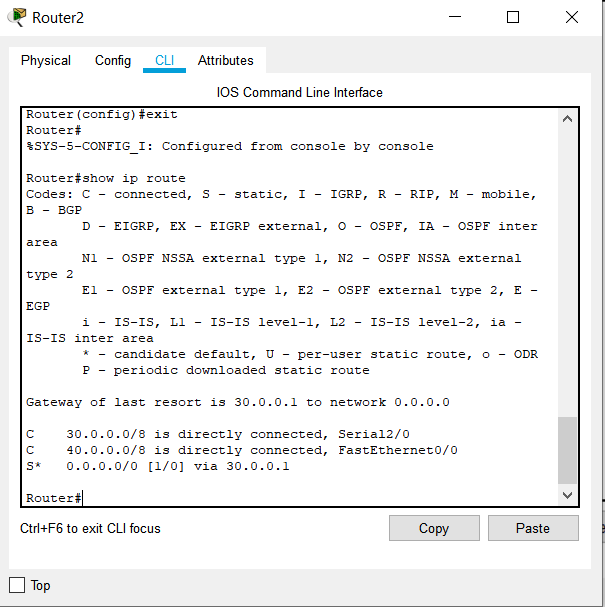 Router2
Physical Config CLI Attributes
IOS Command Line Interface
Router(config)#exit
Router#
%SYS-5-CONFIG_I: Configured from console by console
Router#show ip route
Codes: C - connected, S - static, I - IGRP, R - RIP, M - mobile,
B - BGP
D - EIGRP, EX - EIGRP external, O - OSPF, IA - OSPF inter
area
N1 - OSPF NSSA external type 1, N2 - OSPF NSSA external
type 2
E1 - OSPF external type 1, E2 - OSPF external type 2, E -
EGP
i - IS-IS, L1 - IS-IS level-1, L2 - IS-IS level-2, ia -
IS-IS inter area
* - candidate default, U - per-user static route, o - ODR
P - periodic downloaded static route
Gateway of last resort is 30.0.0.1 to network 0.0.0.0
C 30.0.0.0/8 is directly connected, Serial2/0
C 40.0.0.0/8 is directly connected, FastEthernet0/0
S* 0.0.0.0/0 [1/0] via 30.0.0.1
Router#
Ctrl+F6 to exit CLI focus Copy Paste
Top